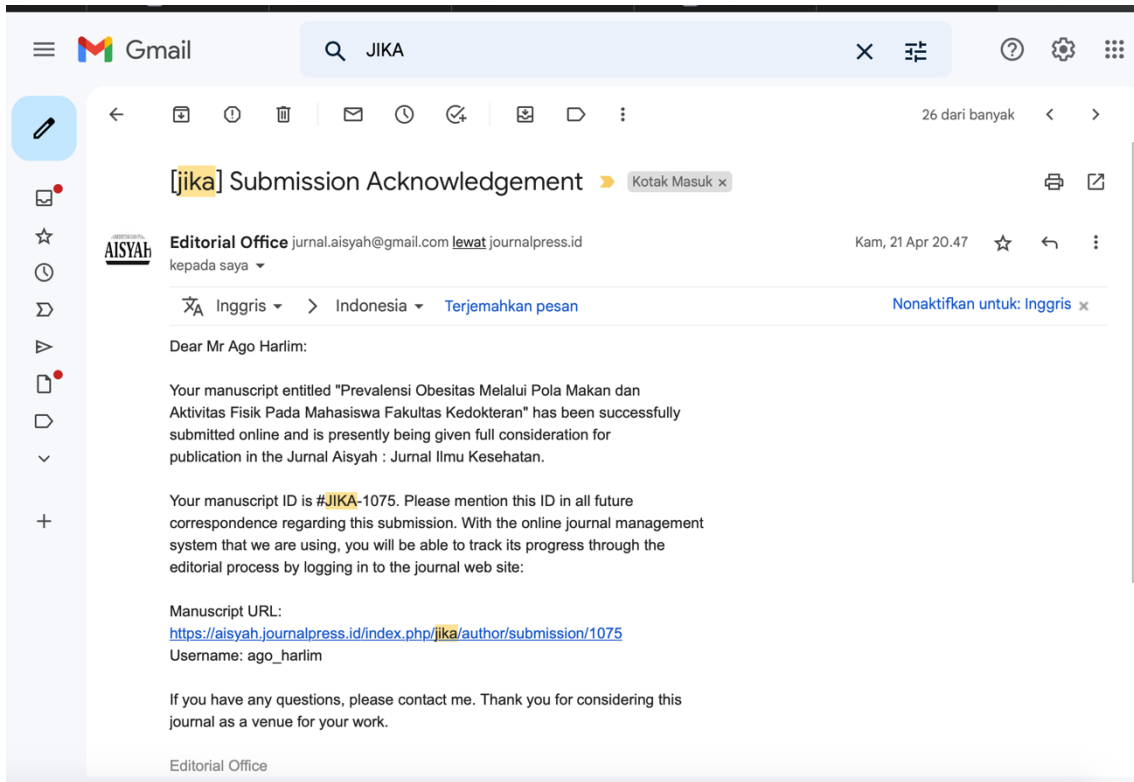 Gmail
JIKA
26 dari banyak
[jika] Submission Acknowledgement
Kotak Masuk ×
AISYAH
Editorial Office jurnal.aisyah@gmail.com lewat journalpress.id
Kam, 21 Apr 20.47
kepada saya
Inggris > Indonesia Terjemahkan pesan
Nonaktifkan untuk: Inggris ×
Dear Mr Ago Harlim:
Your manuscript entitled "Prevalensi Obesitas Melalui Pola Makan dan
Aktivitas Fisik Pada Mahasiswa Fakultas Kedokteran" has been successfully
submitted online and is presently being given full consideration for
publication in the Jurnal Aisyah : Jurnal Ilmu Kesehatan.
Your manuscript ID is #JIKA-1075. Please mention this ID in all future
correspondence regarding this submission. With the online journal management
system that we are using, you will be able to track its progress through the
editorial process by logging in to the journal web site:
Manuscript URL:
https://aisyah.journalpress.id/index.php/jika/author/submission/1075
Username: ago_harlim
If you have any questions, please contact me. Thank you for considering this
journal as a venue for your work.
Editorial Office